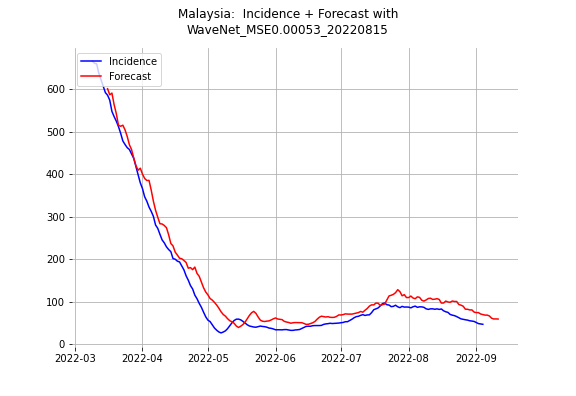 Malaysia:  Incidence + Forecast with
WaveNet_MSE0.00053_20220815
Incidence
Forecast
600
500
400
300
200
100
0
2022-03 2022-04 2022-05 2022-06 2022-07 2022-08 2022-09